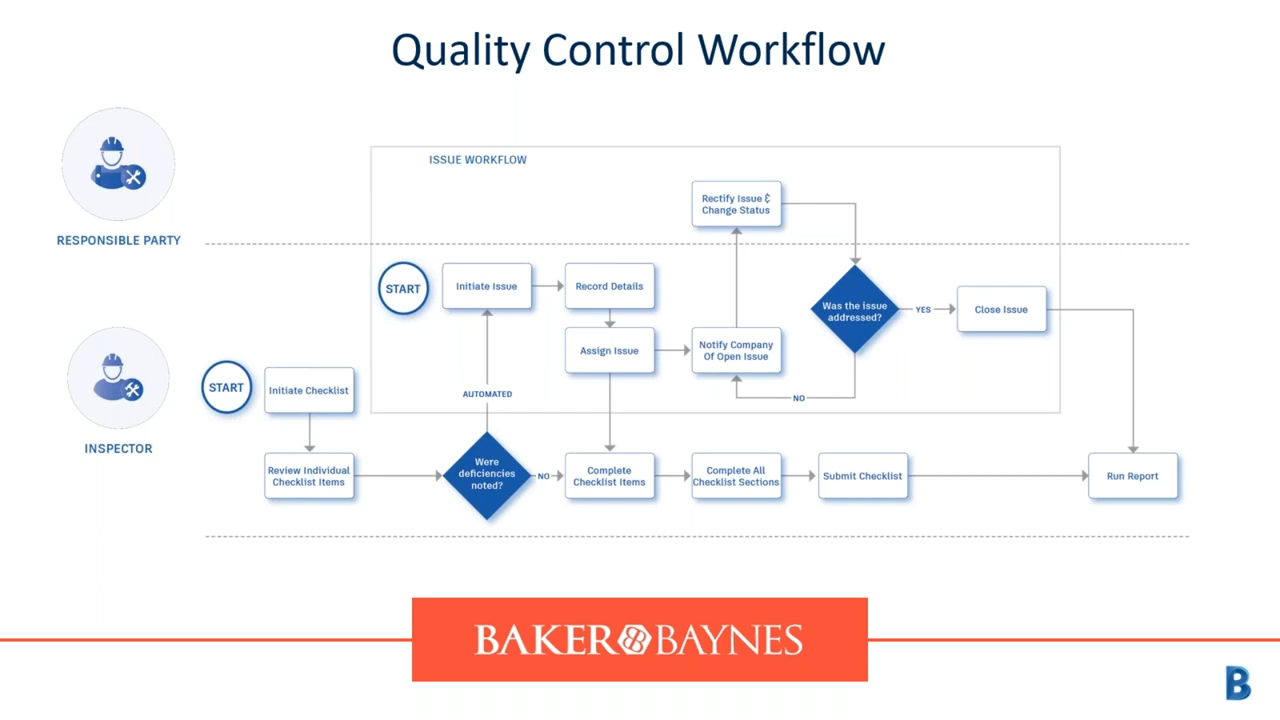 Quality Control Workflow
ISSUE WORKFLOW
Rectify Issue &
Change Status
RESPONSIBLE PARTY
START
Initiate Issue
Record Details
Was the issue
addressed?
YES
Close Issue
Assign Issue
Notify Company
Of Open Issue
START
Initiate Checklist
AUTOMATED
NO
INSPECTOR
Review Individual
Checklist Items
Were
deficiencies
noted?
NO
Complete
Checklist Items
Complete All
Checklist Sections
Submit Checklist
Run Report
BAKER BAYNES
B